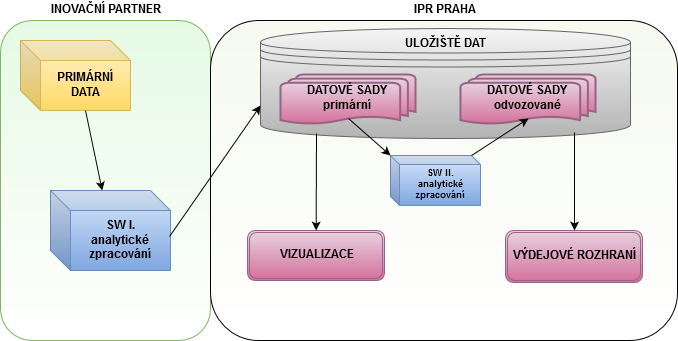 INOVAČNÍ PARTNER
IPR PRAHA
PRIMÁRNÍ
DATA
SW I.
analytické
zpracování
ULOŽIŠTĚ DAT
DATOVÉ SADY
primární
DATOVÉ SADY
odvozované
SW II.
analytické
zpracování
VIZUALIZACE
VÝDEJOVÉ ROZHRANÍ